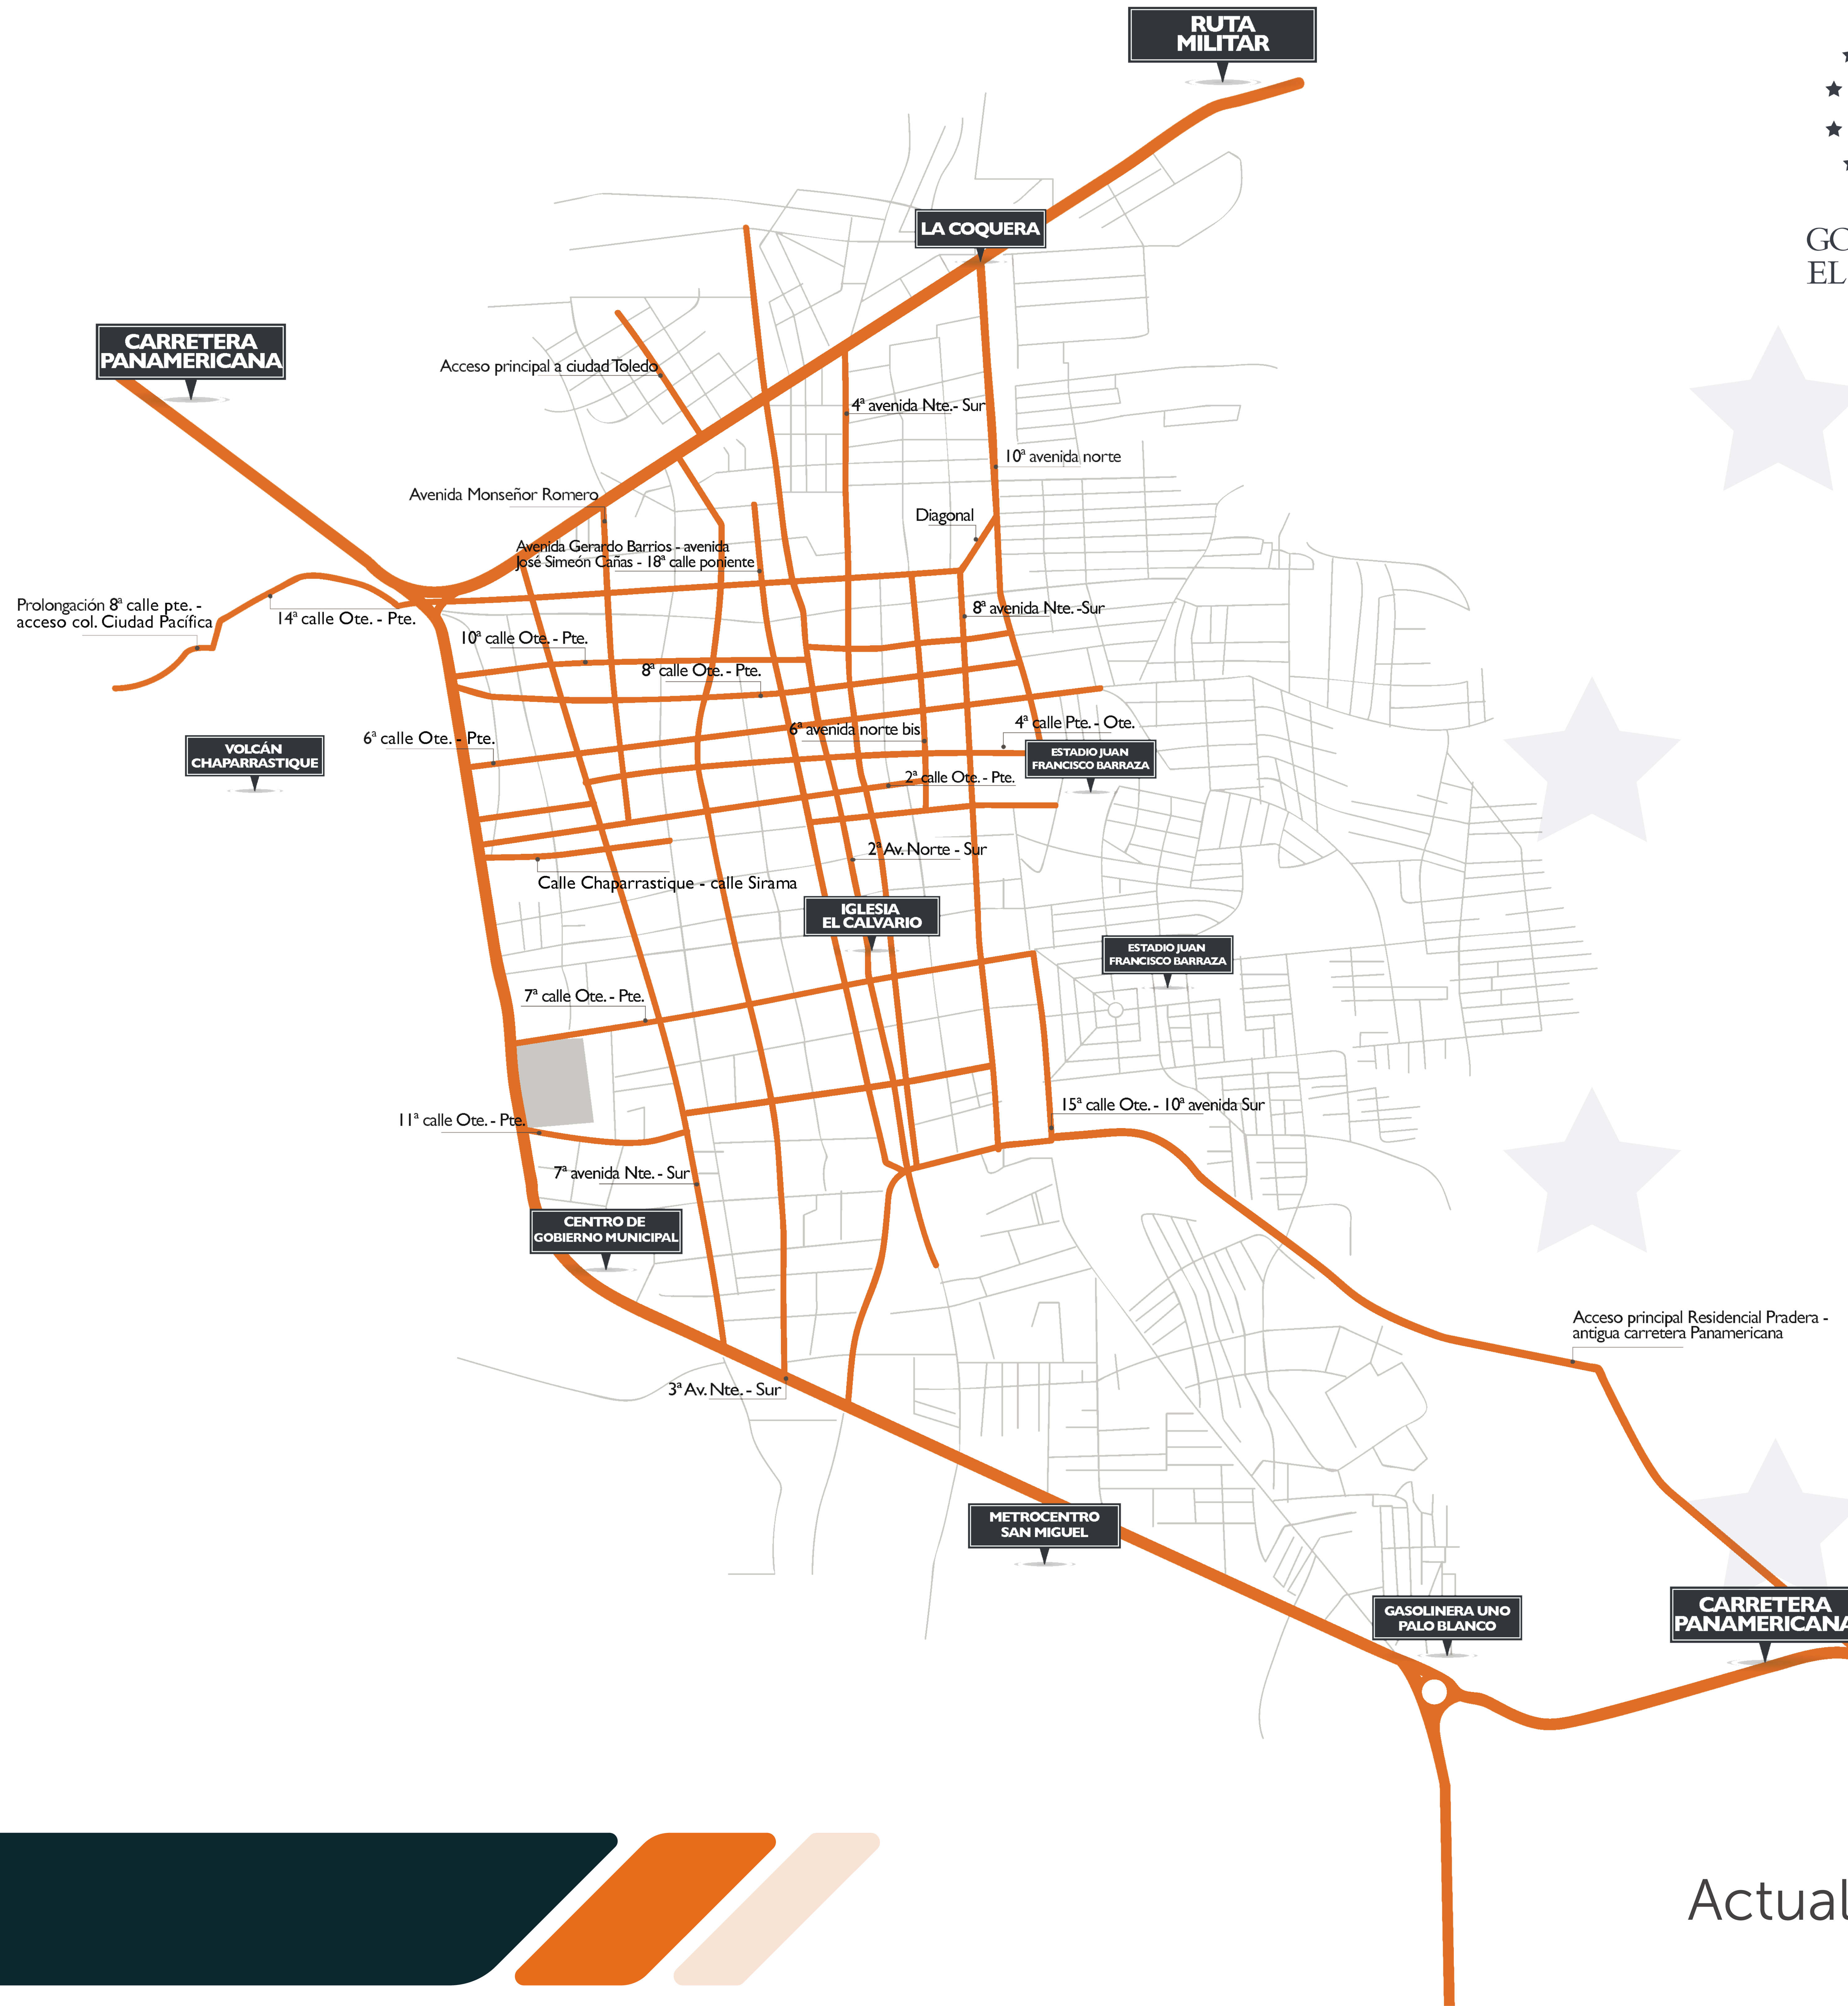 RUTA
MILITAR
GO
EL
LA COQUERA
CARRETERA
PANAMERICANA
Acceso principal a ciudad Toledo
4ª avenida Nte.- Sur
10ª avenida norte
Avenida Monseñor Romero
Diagonal
Avenida Gerardo Barrios - avenida
José Simeón Cañas - 18ª calle poniente
Prolongación 8ª calle pte. -
acceso col. Ciudad Pacífica
14ª calle Ote. - Pte.
8ª avenida Nte. -Sur
10ª calle Ote. - Pte.
8ª calle Ote. - Pte.
6ª avenida norte bis
4ª calle Pte. - Ote.
6ª calle Ote. - Pte.
VOLCÁN
CHAPARRASTIQUE
ESTADIO JUAN
FRANCISCO BARRAZA
2ª calle Ote. - Pte.
2ª Av. Norte - Sur
Calle Chaparrastique - calle Sirama
IGLESIA
EL CALVARIO
ESTADIO JUAN
FRANCISCO BARRAZA
7ª calle Ote. - Pte.
11ª calle Ote. - Pte.
15ª calle Ote. - 10ª avenida Sur
7ª avenida Nte. - Sur
CENTRO DE
GOBIERNO MUNICIPAL
Acceso principal Residencial Pradera -
antigua carretera Panamericana
3ª Av. Nte. - Sur
METROCENTRO
SAN MIGUEL
GASOLINERA UNO
PALO BLANCO
CARRETERA
PANAMERICANA
Actual